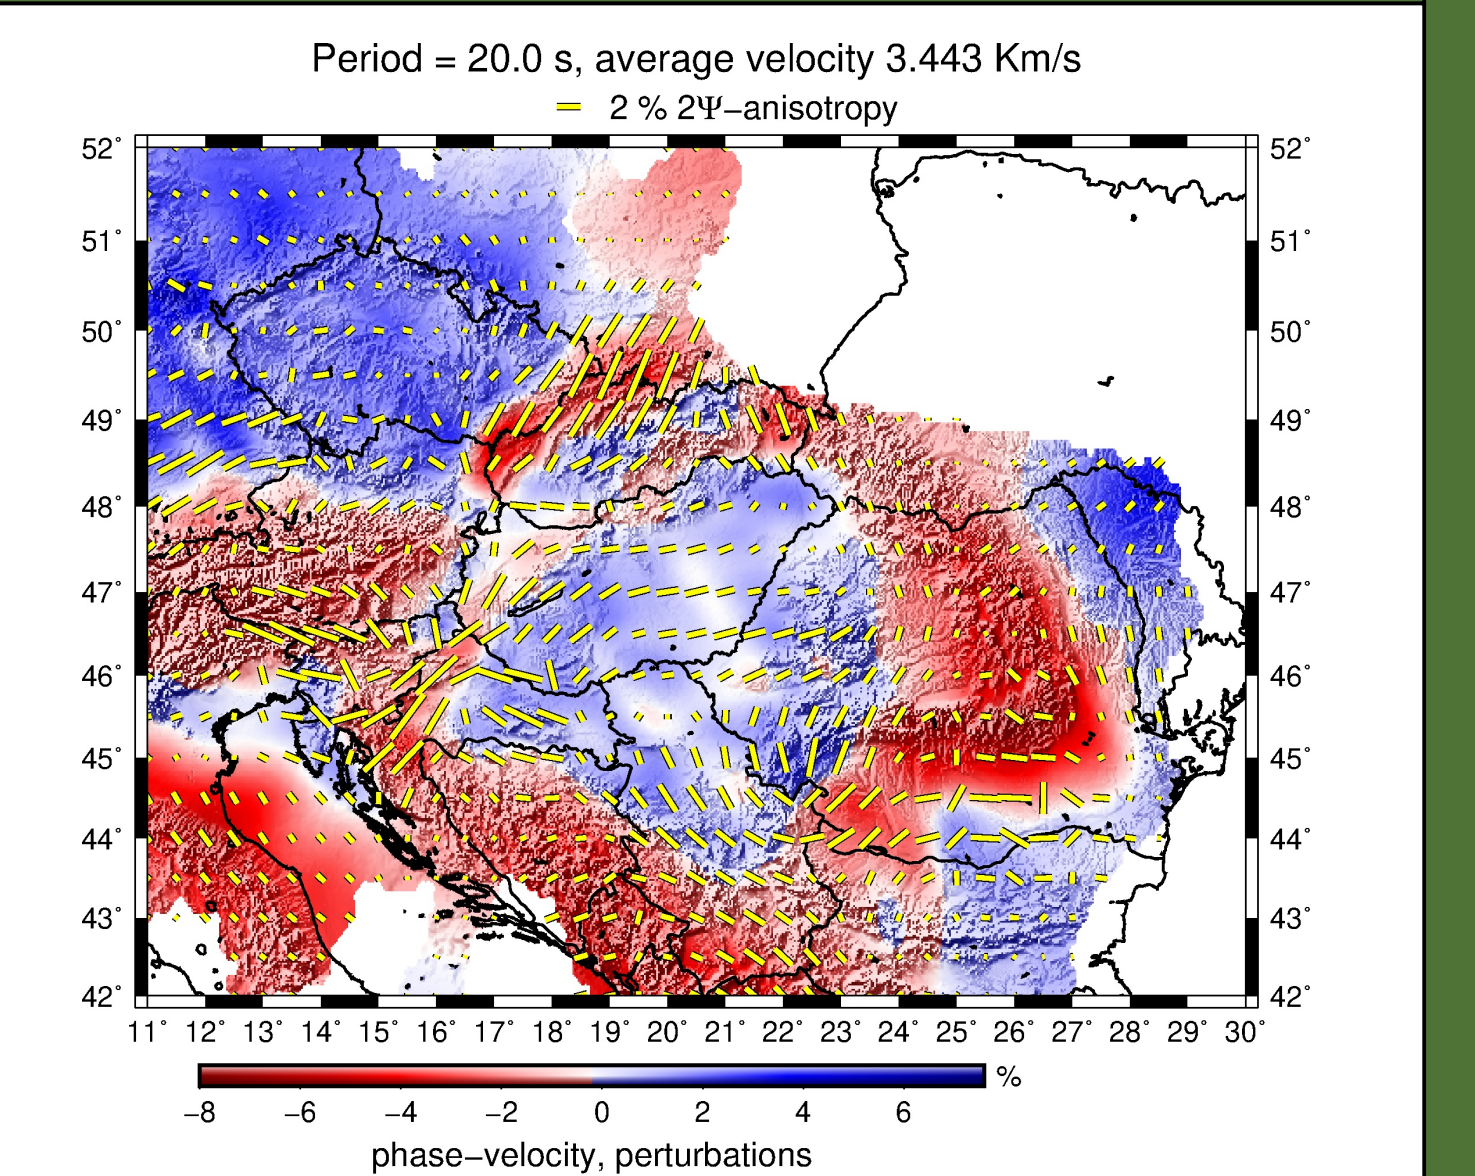 Period = 20.0 s, average velocity 3.443 Km/s
2 % 2Ψ−anisotropy
52˚ 52˚
51˚ 51˚
50˚ 50˚
49˚ 49˚
48˚ 48˚
47˚ 47˚
46˚ 46˚
45˚ 45˚
44˚ 44˚
43˚ 43˚
42˚ 42˚
11˚ 12˚ 13˚ 14˚ 15˚ 16˚ 17˚ 18˚ 19˚ 20˚ 21˚ 22˚ 23˚ 24˚ 25˚ 26˚ 27˚ 28˚ 29˚ 30˚
%
−8 −6 −4 −2 0 2 4 6
phase−velocity, perturbations